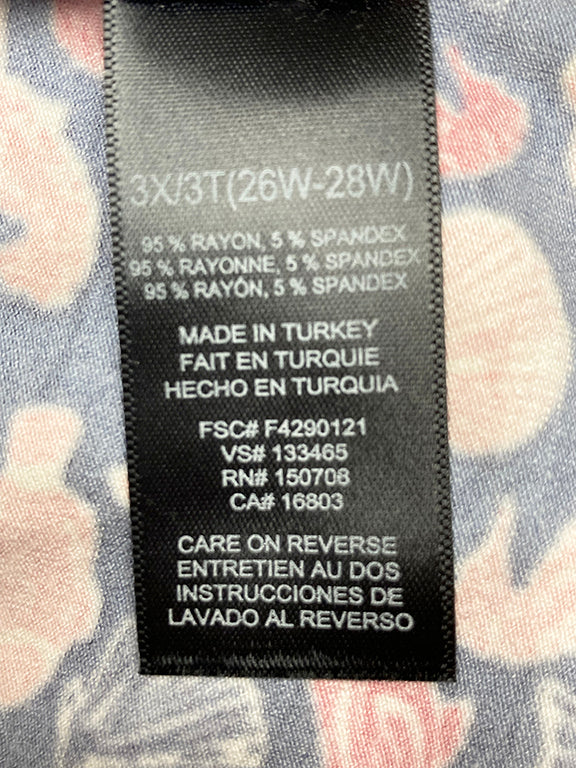 3X/3T(26W-28W)
95 % RAYON, 5 % SPANDEX
95 % RAYONNE, 5 % SPANDEX
95 % RAYÓN, 5 % SPANDEX
MADE IN TURKEY
FAIT EN TURQUIE
HECHO EN TURQUIA
FSC# F4290121
VS# 133465
RN# 150706
CA# 16803
CARE ON REVERSE
ENTRETIEN AU DOS
INSTRUCCIONES DE
LAVADO AL REVERSO